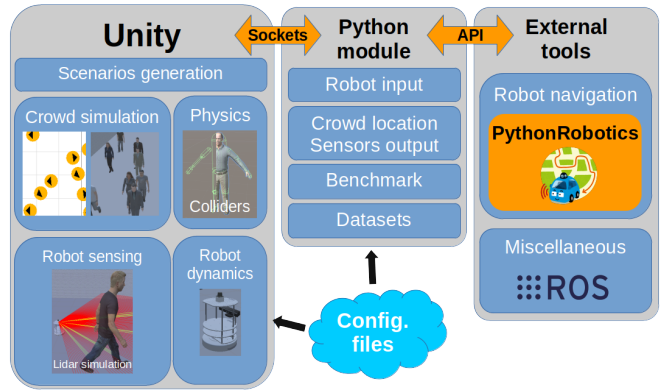 Unity
Sockets
Python
module
API
External
tools
Scenarios generation
Crowd simulation
Physics
Colliders
Robot sensing
Lidar simulation
Robot
dynamics
Robot input
Crowd location
Sensors output
Benchmark
Datasets
Robot navigation
PythonRobotics
Miscellaneous
ROS
Config.
files